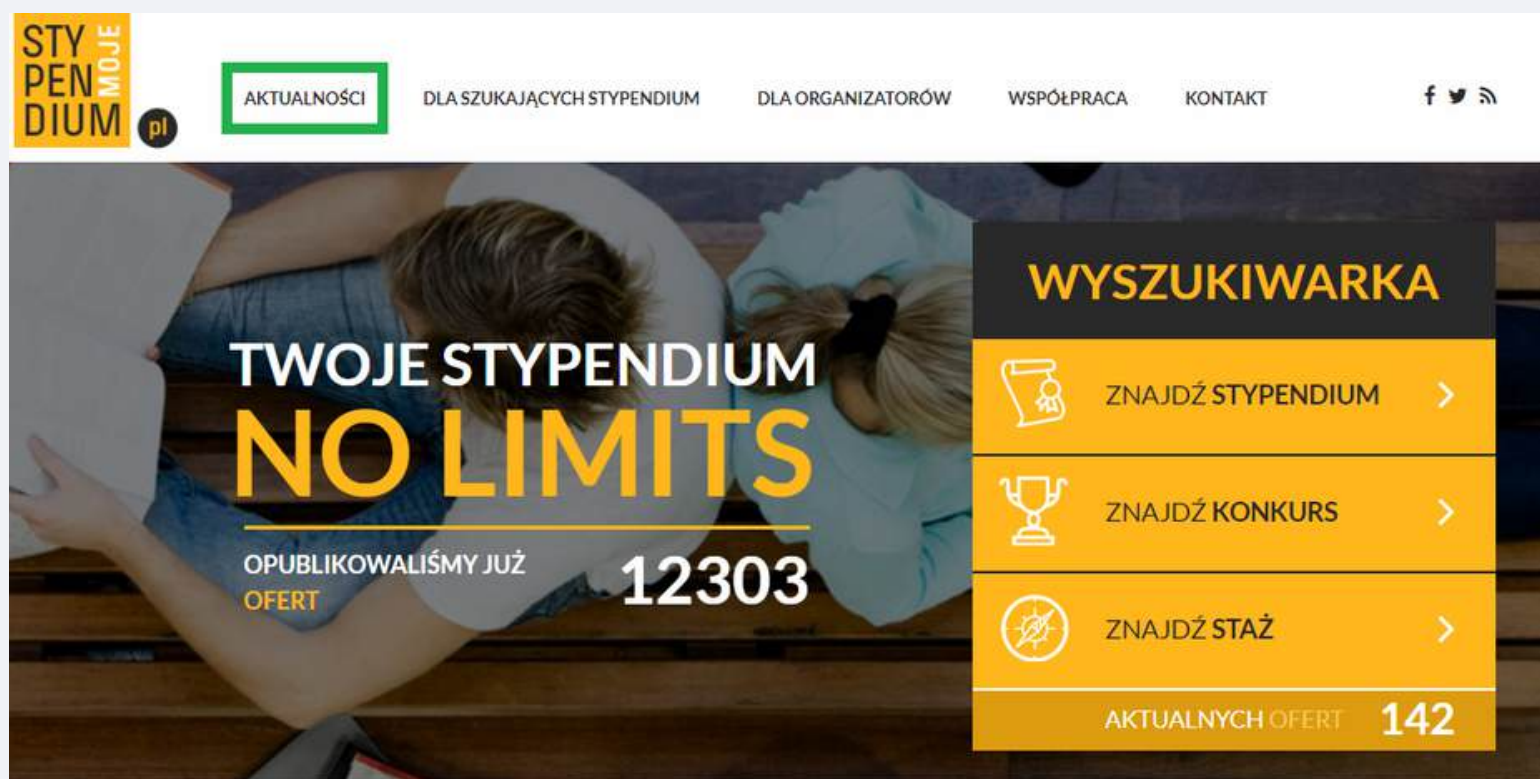 STY
PEN
DIUM
MOJE
pl
AKTUALNOŚCI DLA SZUKAJĄCYCH STYPENDIUM DLA ORGANIZATORÓW WSPÓŁPRACA KONTAKT
TWOJE STYPENDIUM
NO LIMITS
OPUBLIKOWALIŚMY JUŻ
OFERT
12303
WYSZUKIWARKA
ZNAJDŹ STYPENDIUM
ZNAJDŹ KONKURS
ZNAJDŹ STAŻ
AKTUALNYCH OFERT 142